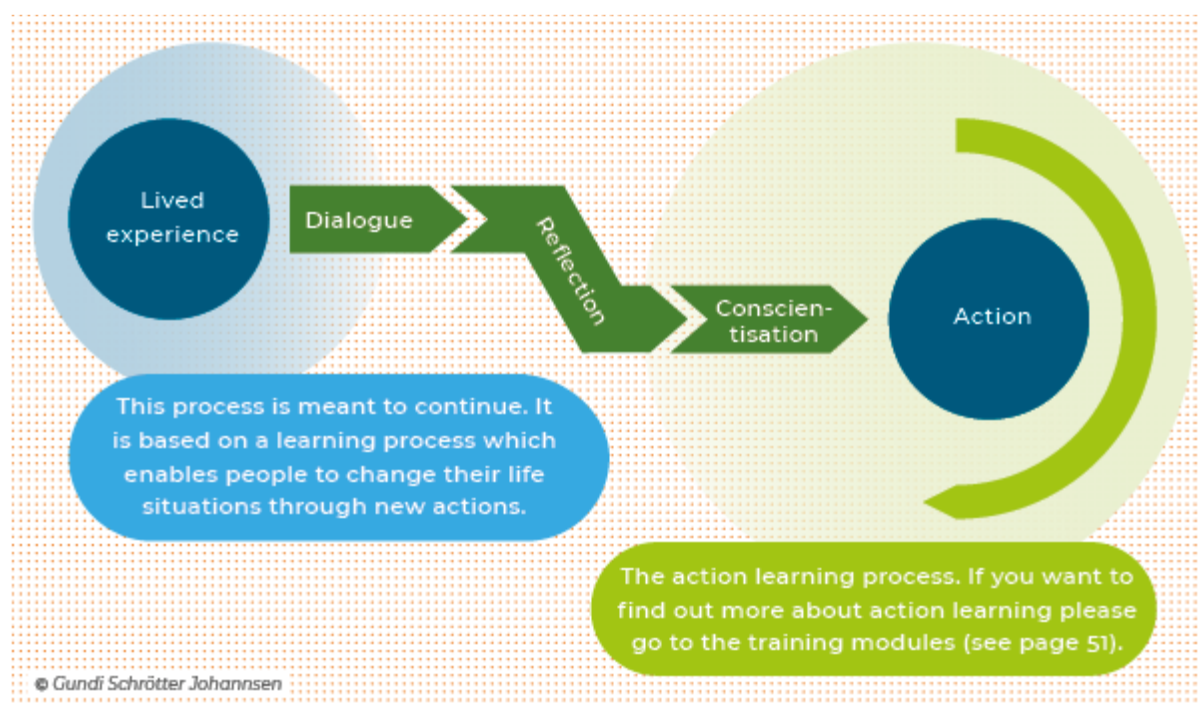 Lived
experience
Dialogue
Reflection
Conscien-
tisation
Action
This process is meant to continue. It
is based on a learning process which
enables people to change their life
situations through new actions.
The action learning process. If you want to
find out more about action learning please
go to the training modules (see page 51).
© Gundi Schrötter Johannsen